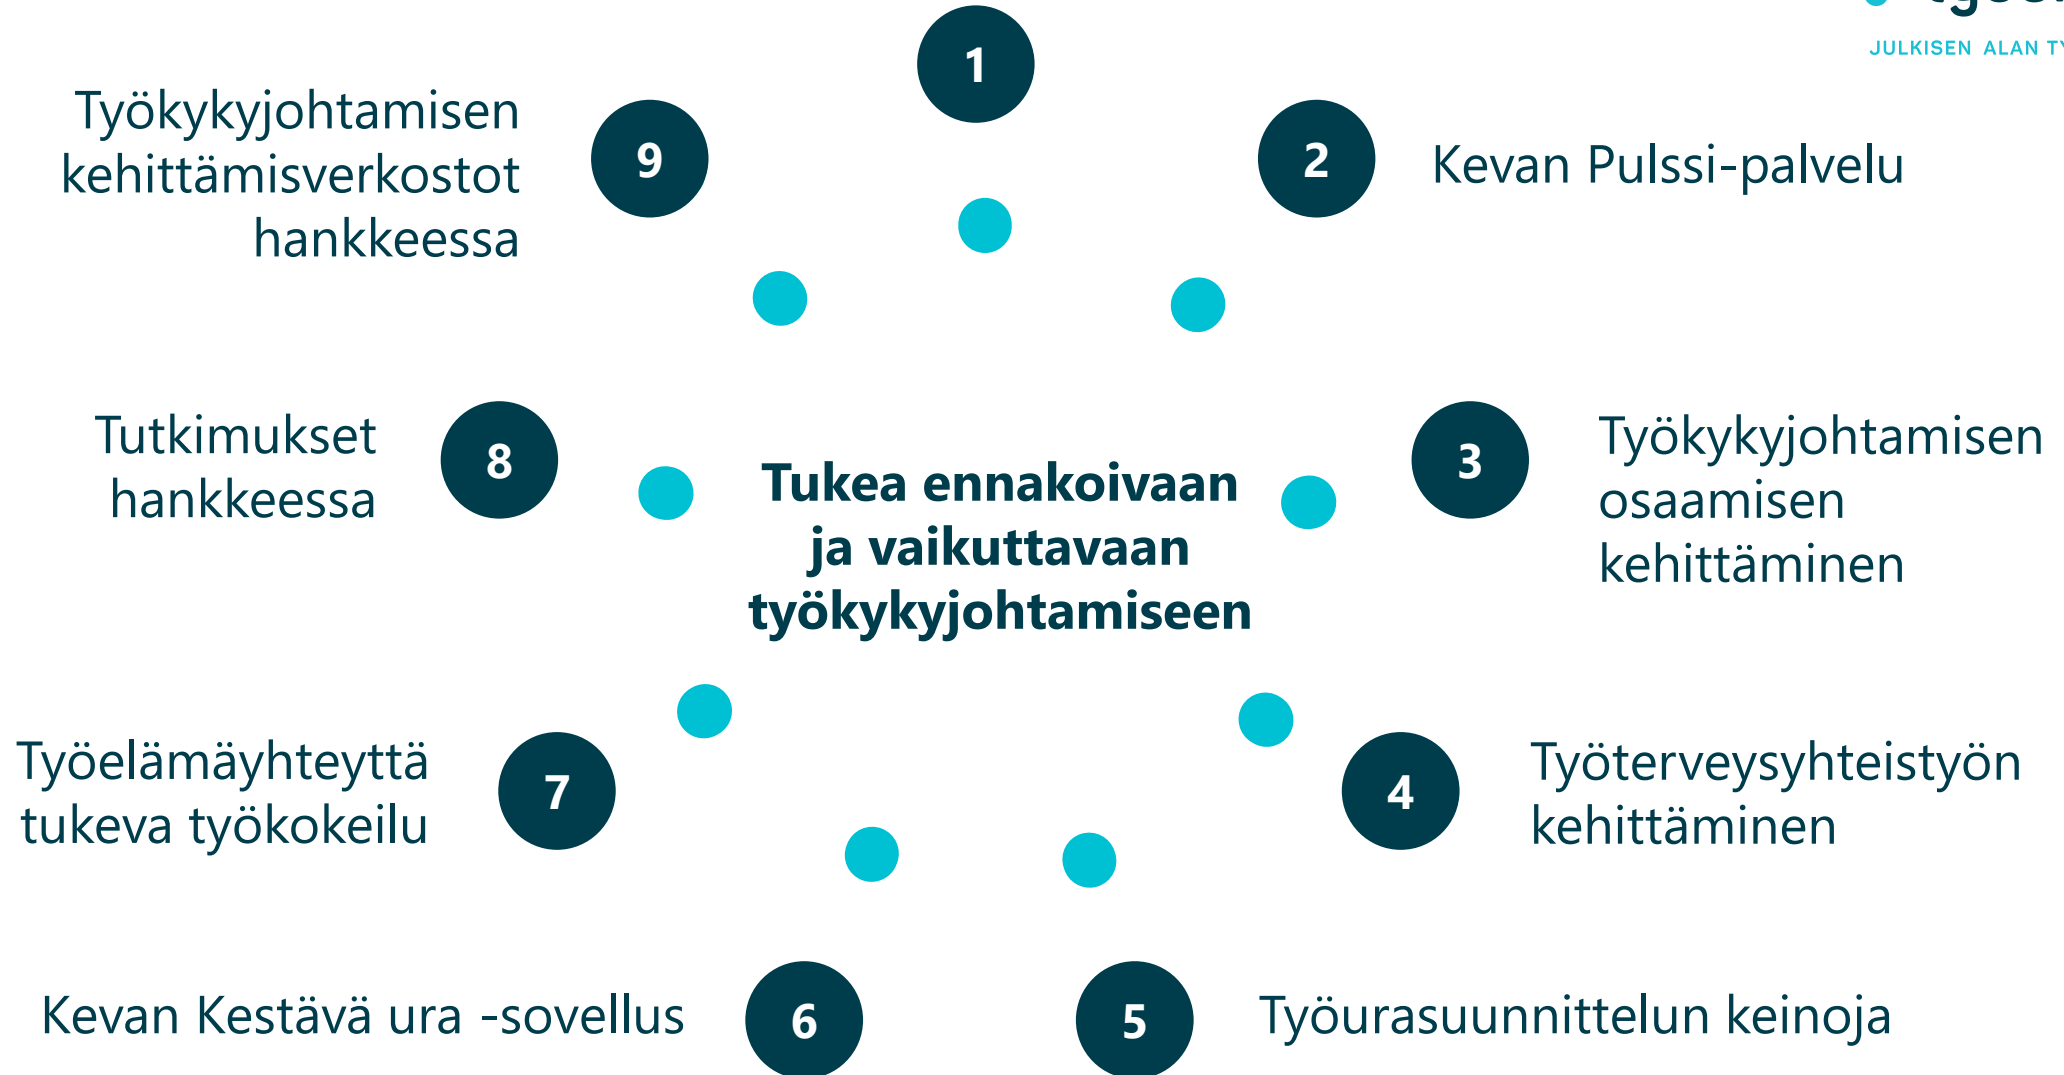 JULKISEN ALAN
1
2
Kevan Pulssi-palvelu
3
Työkykyjohtamisen
osaamisen
kehittäminen
4
Työterveysyhteistyön
kehittäminen
5
Työurasuunnittelun keinoja
6
Kevan Kestävä ura -sovellus
7
Työelämäyhteyttä
tukeva työkokeilu
8
Tutkimukset
hankkeessa
9
Työkykyjohtamisen
kehittämisverkostot
hankkeessa
Tukea ennakoivaan
ja vaikuttavaan
työkykyjohtamiseen